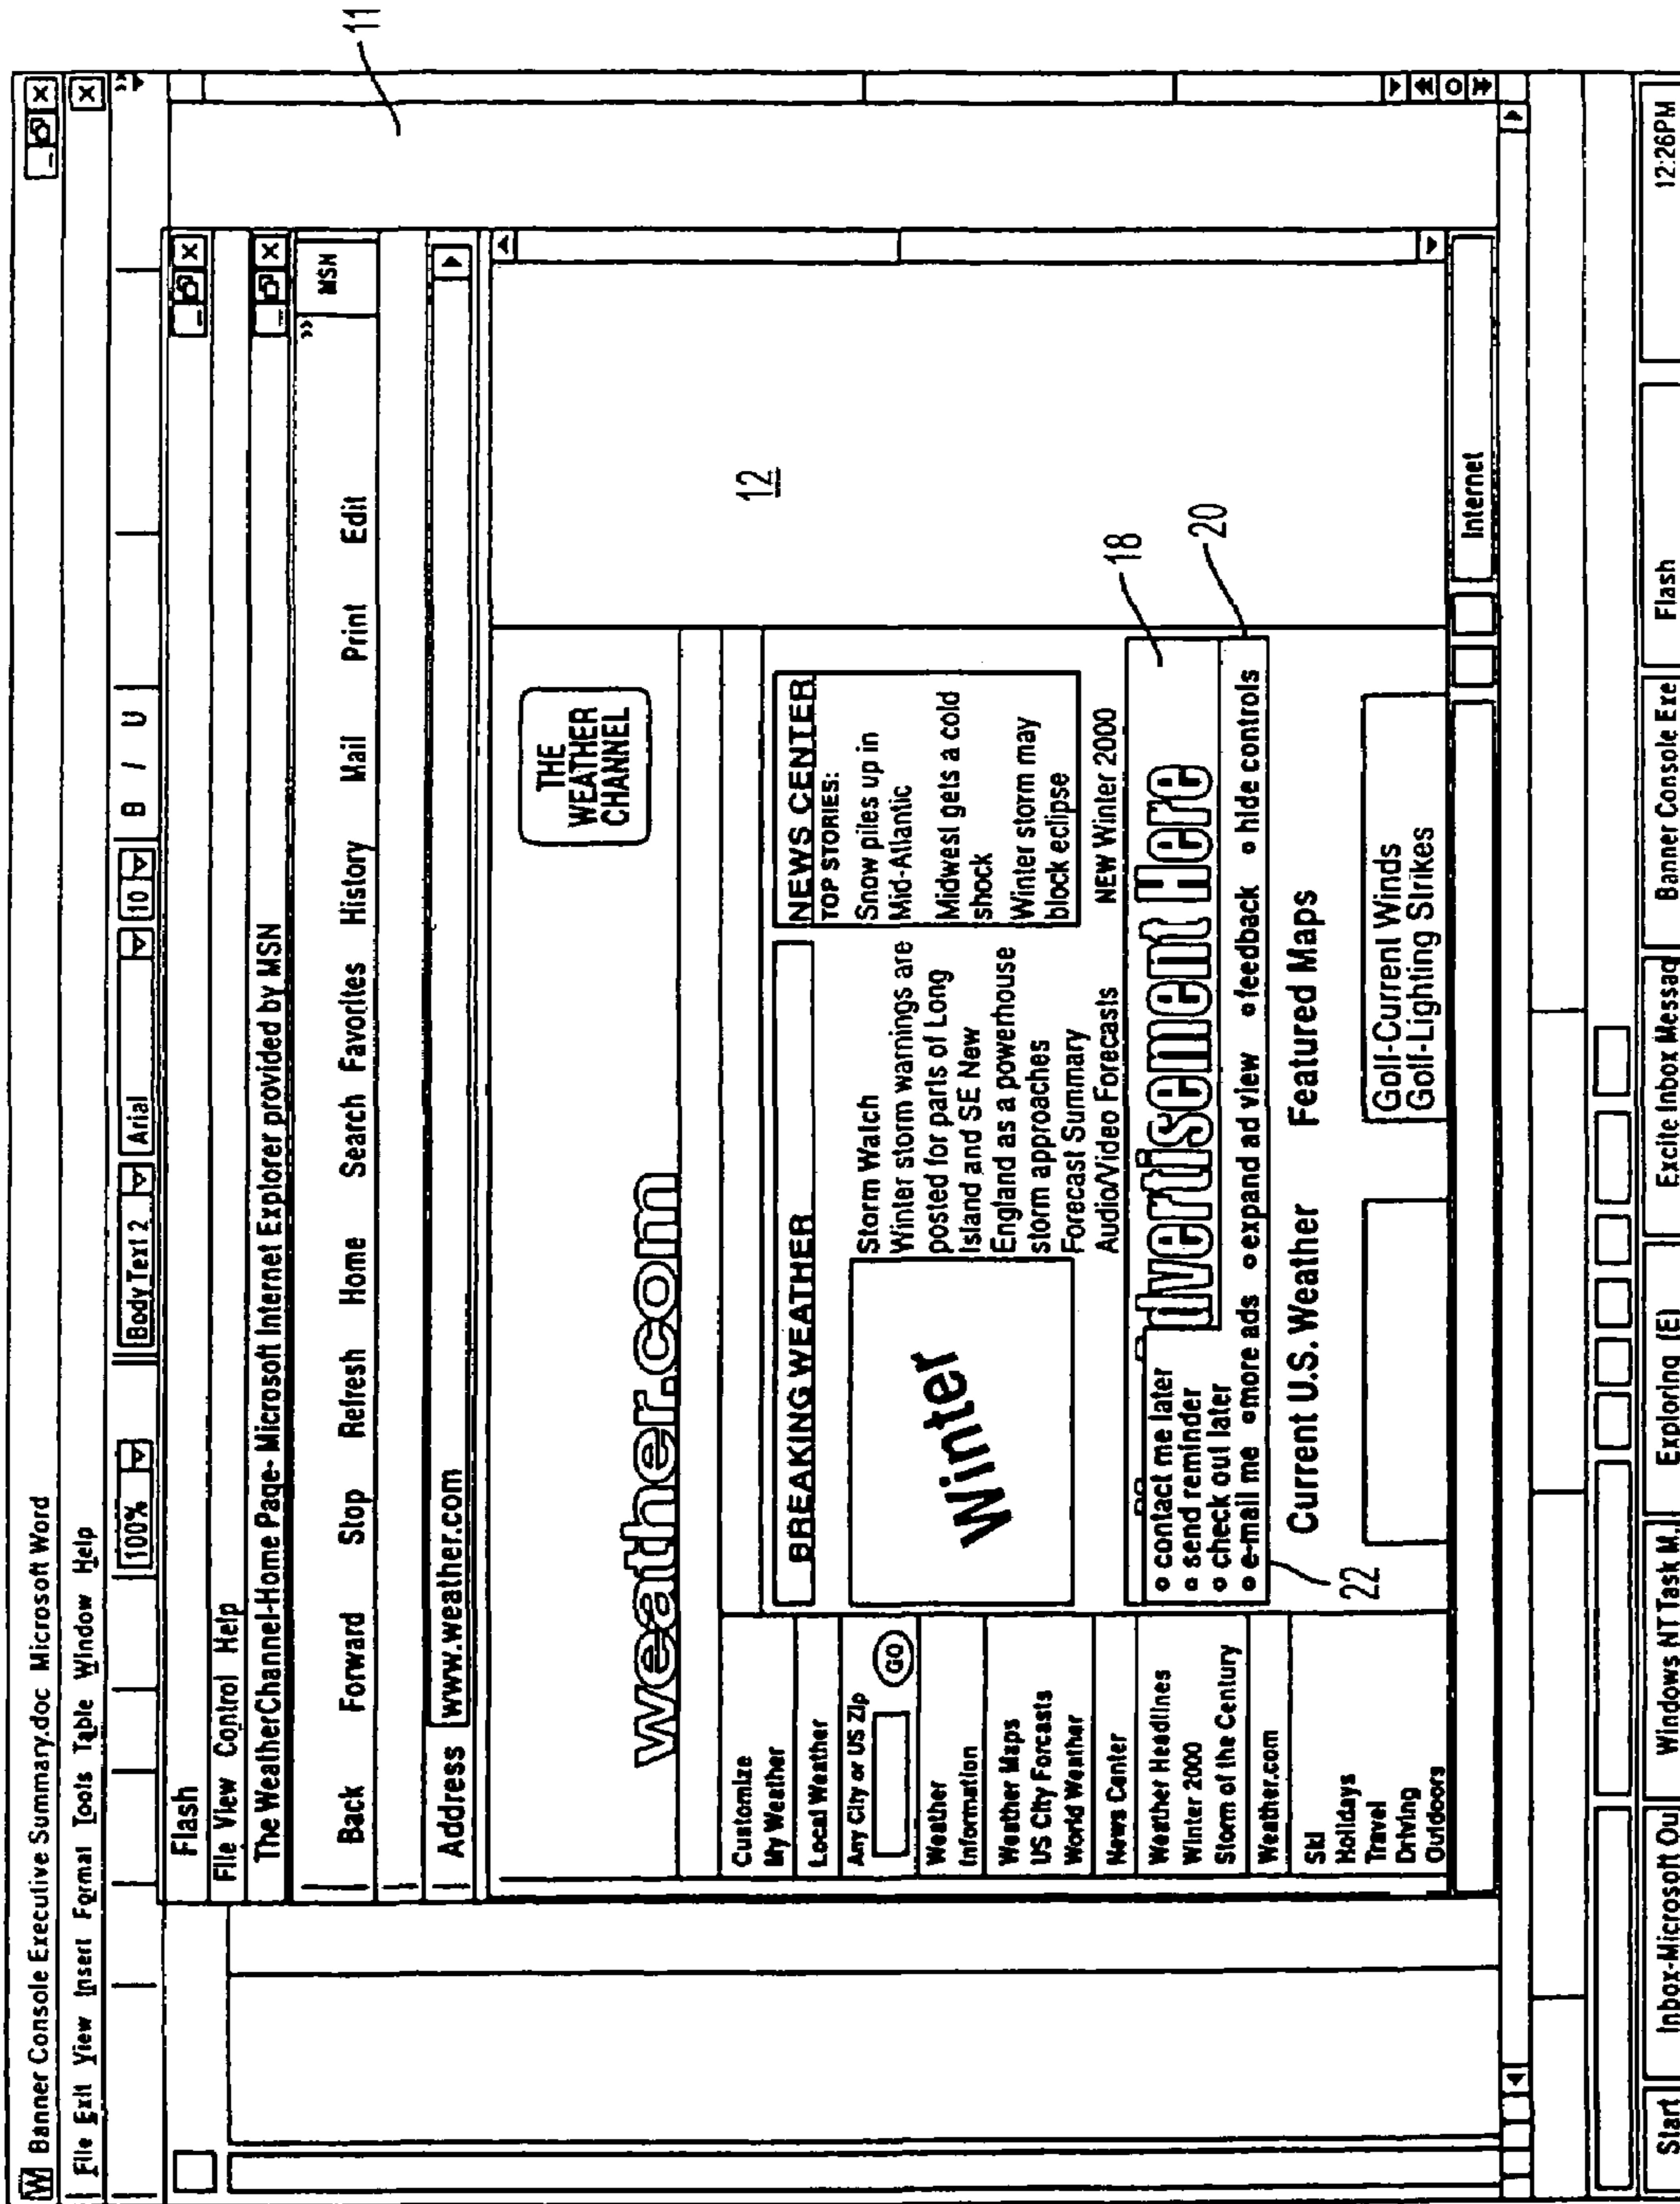 W Banner Console Executive Summary.doc Microsoft Word
File Exit View Insert Formal Tools Table Window Help
100% Body Text 2 Arial 10 B / U
11
Flash
File View Control Help
The WeatherChannel-Home Page- Microsoft Internet Explorer provided by MSN
Back Forward Stop Refresh Home Search Favorites History Mail Print Edit
MSN
Address www.weather.com
weather.com
THE
WEATHER
CHANNEL
12
Customize
My Weather
Local Weather
Any City or US Zip
GO
Weather
Information
Weather Maps
US City Forcasts
World Weather
News Center
Weather Headlines
Winter 2000
Storm of the Century
Weather.com
Ski
Holidays
Travel
Driving
Outdoors
BREAKING WEATHER
Winter
Storm Watch
Winter storm warnings are
posted for parts of Long
Island and SE New
England as a powerhouse
storm approaches
Forecast Summary
Audio/Video Forecasts
NEWS CENTER
TOP STORIES:
Snow piles up in
Mid-Atlantic
Midwest gets a cold
shock
Winter storm may
block eclipse
NEW Winter 2000
18
dvertisement Here
contact me later
send reminder
check out later
e-mail me more ads expand ad view feedback hide controls
20
22
Current U.S. Weather Featured Maps
Golf-Current Winds
Golf-Lighting Strikes
Internet
Start Inbox-Microsoft Ou Windows NT Task M. Exploring (E) Excite Inbox Messag Banner Console Exe Flash 12:26PM